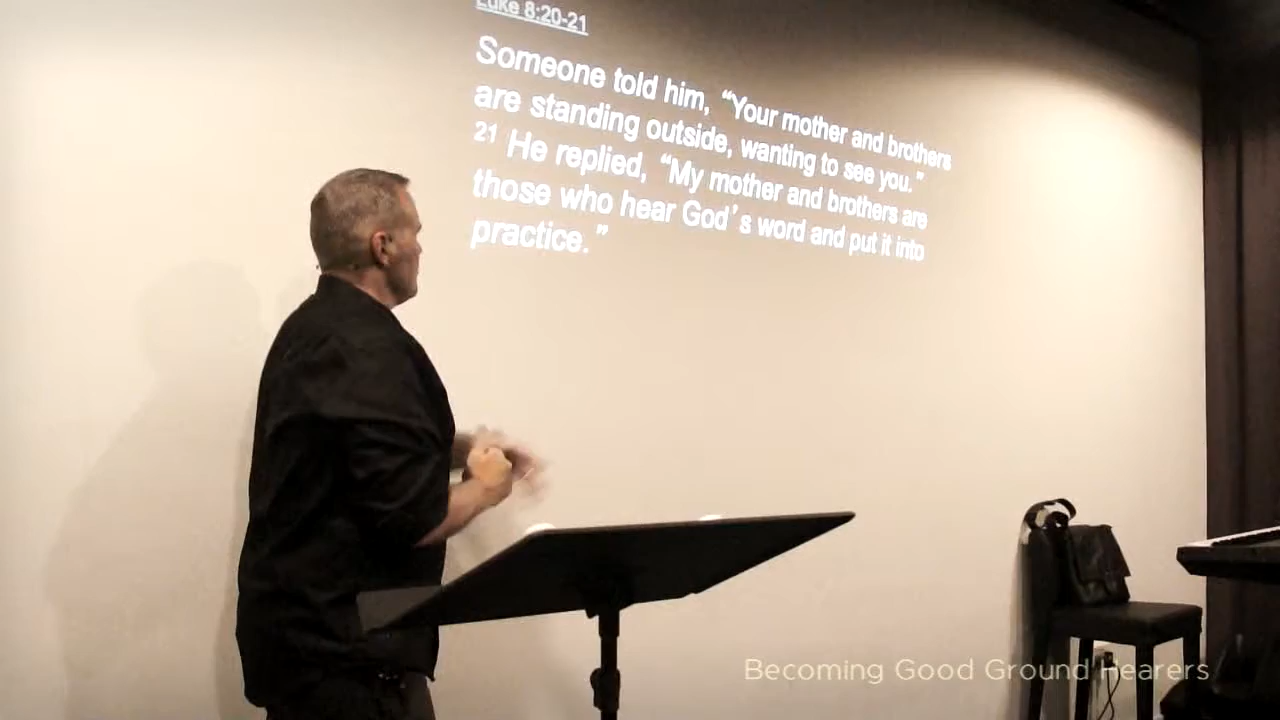 Luke 8:20-21
Someone told him, “Your mother and brothers
are standing outside, wanting to see you.”
21 He replied, “My mother and brothers are
those who hear God’s word and put it into
practice.”
Becoming Good Ground Hearers